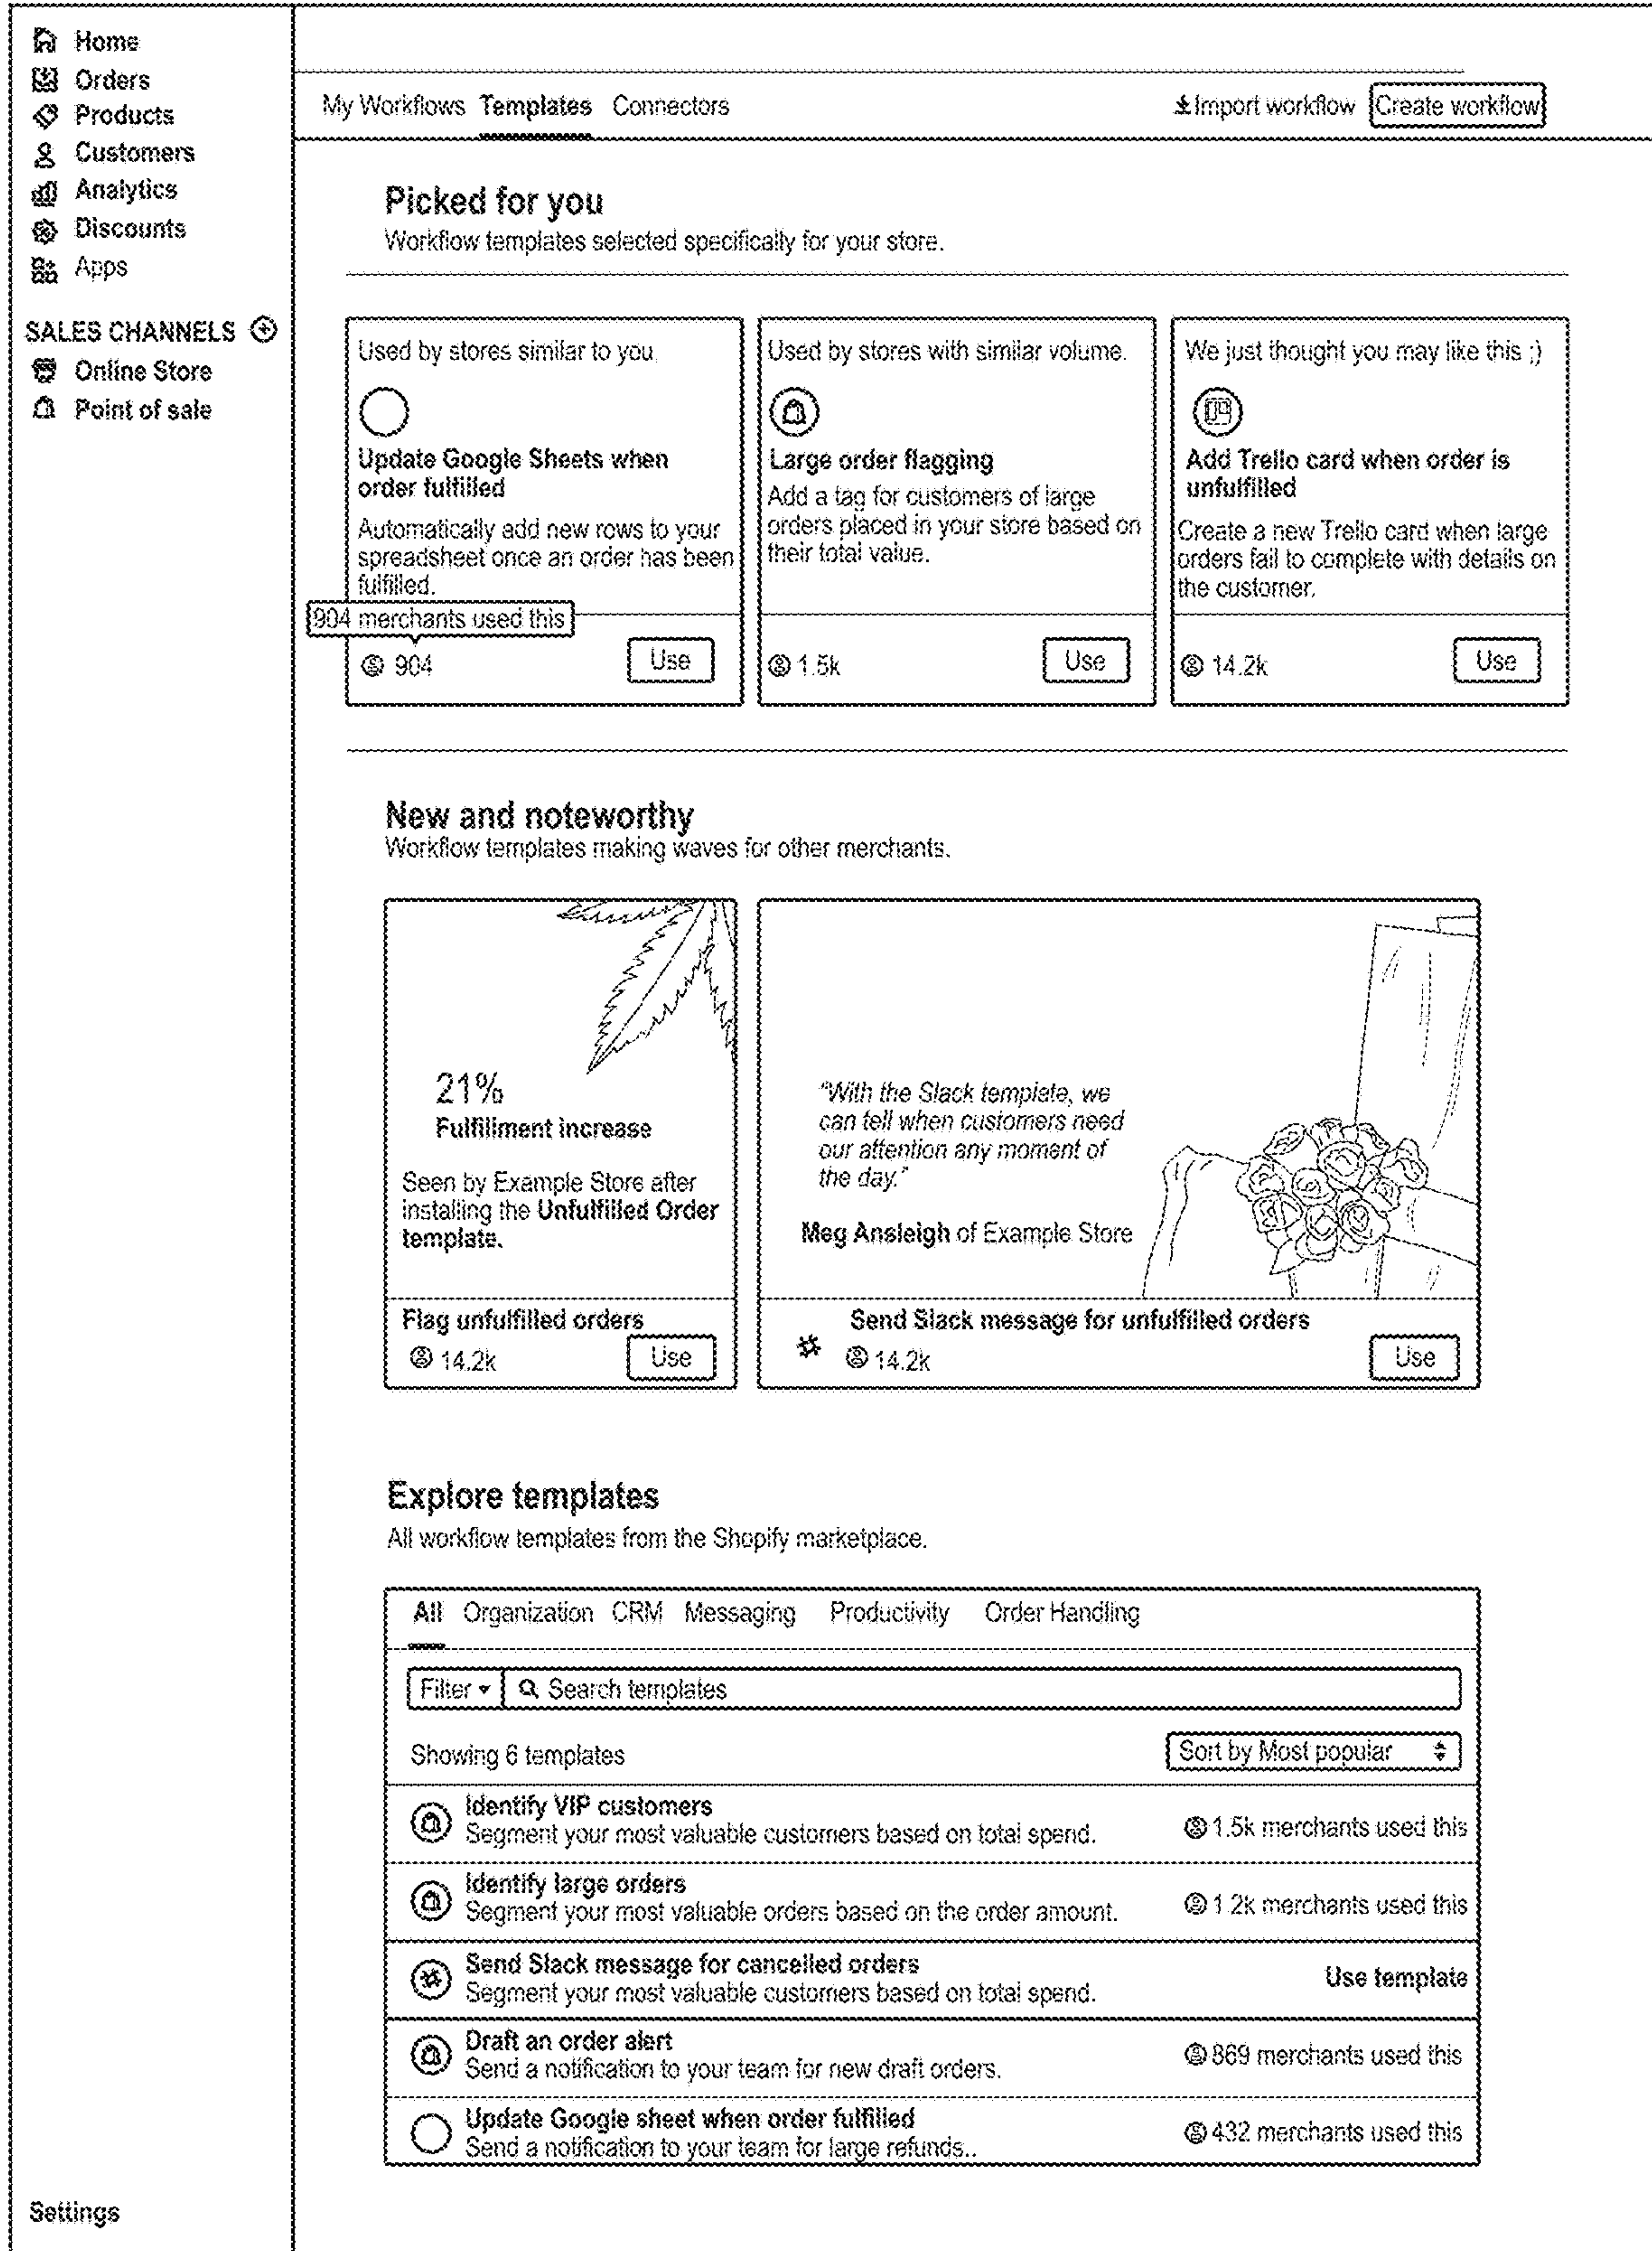 Home
Orders
Products
Customers
Analytics
Discounts
Apps
SALES CHANNELS
Online Store
Point of sale
Settings
My Workflows Templates Connectors
Import workflow Create workflow
Picked for you
Workflow templates selected specifically for your store.
Used by stores similar to you.
Update Google Sheets when
order fulfilled
Automatically add new rows to your
spreadsheet once an order has been
fulfilled.
904 merchants used this
904 Use
Used by stores with similar volume.
Large order flagging
Add a tag for customers of large
orders placed in your store based on
their total value.
1.5k Use
We just thought you may like this ;)
Add Trello card when order is
unfulfilled
Create a new Trello card when large
orders fail to complete with details on
the customer.
14.2k Use
New and noteworthy
Workflow templates making waves for other merchants.
21%
Fulfillment increase
Seen by Example Store after
installing the Unfulfilled Order
template.
Flag unfulfilled orders
14.2k Use
"With the Slack template, we
can tell when customers need
our attention any moment of
the day."
Meg Ansleigh of Example Store
Send Slack message for unfulfilled orders
14.2k Use
Explore templates
All workflow templates from the Shopify marketplace.
All Organization CRM Messaging Productivity Order Handling
Filter Search templates
Showing 6 templates Sort by Most popular
Identify VIP customers
Segment your most valuable customers based on total spend.
1.5k merchants used this
Identify large orders
Segment your most valuable orders based on the order amount.
1.2k merchants used this
Send Slack message for cancelled orders
Segment your most valuable customers based on total spend.
Use template
Draft an order alert
Send a notification to your team for new draft orders.
869 merchants used this
Update Google sheet when order fulfilled
Send a notification to your team for large refunds..
432 merchants used this